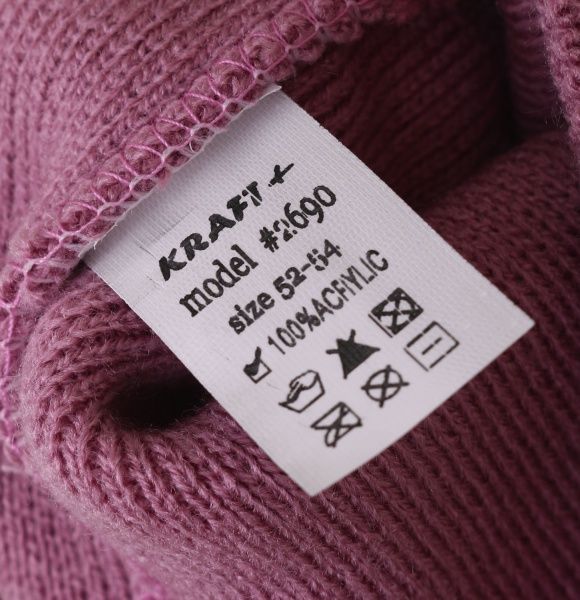 KRAFT+
model #2690
size 52-54
100%ACRYLIC